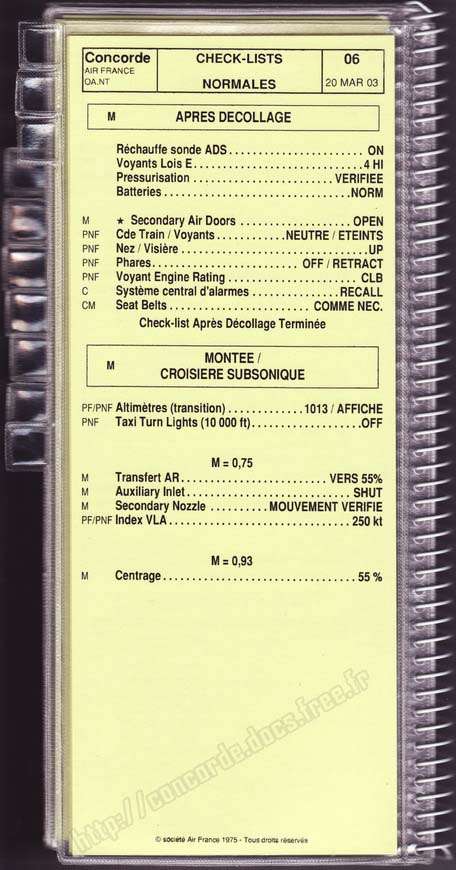 Concorde CHECK-LISTS 06
AIR FRANCE
OA.NT NORMALES 20 MAR 03
M APRES DECOLLAGE
Réchauffe sonde ADS........................ON
Voyants Lois E.............................4 HI
Pressurisation ......................... VERIFIEE
Batteries................................NORM
M ★ Secondary Air Doors ..................... OPEN
PNF Cde Train / Voyants ............NEUTRE / ETEINTS
PNF Nez / Visière ............................UP
PNF Phares........................ OFF / RETRACT
PNF Voyant Engine Rating ..................... CLB
C Système central d'alarmes ................RECALL
CM Seat Belts ...................... COMME NEC.
Check-list Après Décollage Terminée
M MONTEE /
CROISIERE SUBSONIQUE
PF/PNF Altimètres (transition) ............1013 / AFFICHE
PNF Taxi Turn Lights (10 000 ft)..................OFF
M = 0,75
M Transfert AR....................... VERS 55%
M Auxiliary Inlet...........................SHUT
M Secondary Nozzle .......... MOUVEMENT VERIFIE
PF/PNF Index VLA........................... 250 kt
M = 0,93
M Centrage.............................. 55 %
http://concorde.docs.free.fr
© société Air France 1975 - Tous droits réservés